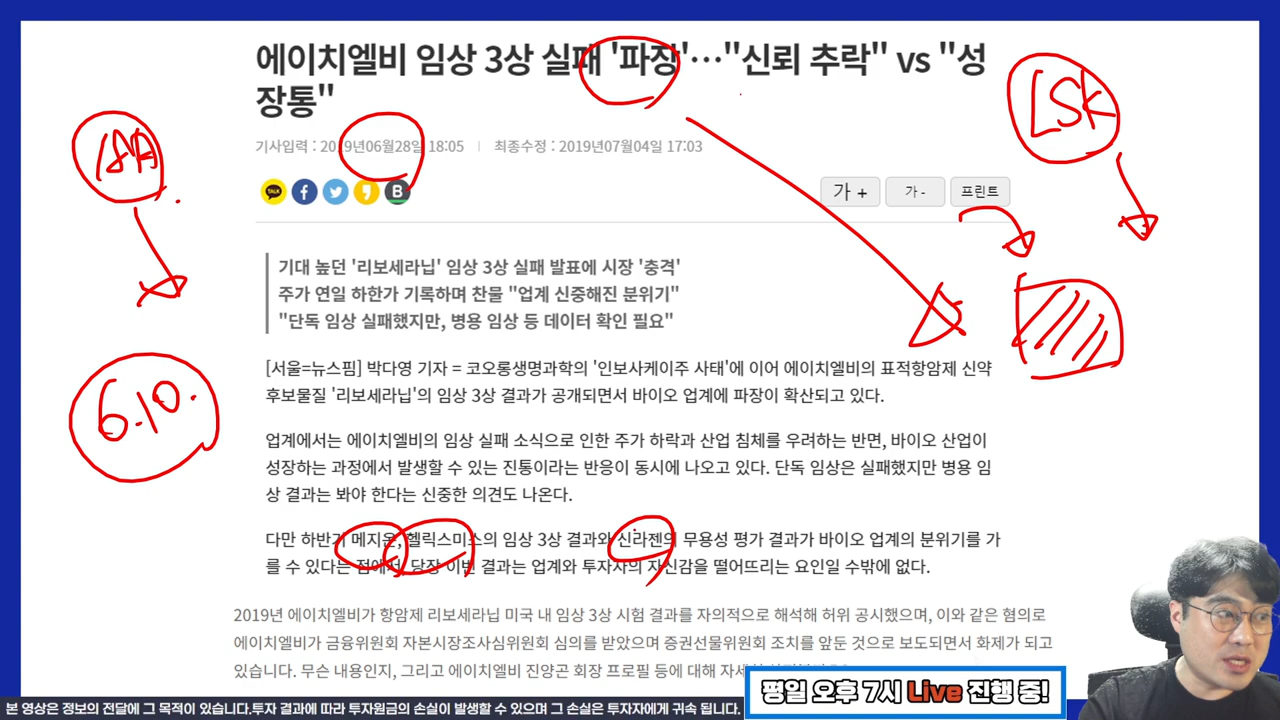 에이치엘비 임상 3상 실패 '파장'…"신뢰 추락" vs "성
장통"
LSK
기사입력 : 2019년06월28일 18:05 | 최종수정 : 2019년07월04일 17:03
TALK
B
가 +
가 -
프린트
기대 높던 '리보세라닙' 임상 3상 실패 발표에 시장 '충격'
주가 연일 하한가 기록하며 찬물 "업계 신중해진 분위기"
"단독 임상 실패했지만, 병용 임상 등 데이터 확인 필요"
[서울=뉴스핌] 박다영 기자 = 코오롱생명과학의 '인보사케이주 사태'에 이어 에이치엘비의 표적항암제 신약
후보물질 '리보세라닙'의 임상 3상 결과가 공개되면서 바이오 업계에 파장이 확산되고 있다.
6.10.
업계에서는 에이치엘비의 임상 실패 소식으로 인한 주가 하락과 산업 침체를 우려하는 반면, 바이오 산업이
성장하는 과정에서 발생할 수 있는 진통이라는 반응이 동시에 나오고 있다. 단독 임상은 실패했지만 병용 임
상 결과는 봐야 한다는 신중한 의견도 나온다.
다만 하반기 메지온, 헬릭스미스의 임상 3상 결과와 신라젠의 무용성 평가 결과가 바이오 업계의 분위기를 가
를 수 있다는 점에서, 당장 이번 결과는 업계와 투자자의 자신감을 떨어뜨리는 요인일 수밖에 없다.
2019년 에이치엘비가 항암제 리보세라닙 미국 내 임상 3상 시험 결과를 자의적으로 해석해 허위 공시했으며, 이와 같은 혐의로
에이치엘비가 금융위원회 자본시장조사심위원회 심의를 받았으며 증권선물위원회 조치를 앞둔 것으로 보도되면서 화제가 되고
있습니다. 무슨 내용인지, 그리고 에이치엘비 진양곤 회장 프로필 등에 대해
평일 오후 7시 Live 진행 중!
본 영상은 정보의 전달에 그 목적이 있습니다.투자 결과에 따라 투자원금의 손실이 발생할 수 있으며 그 손실은 투자자에게 귀속 됩니다.